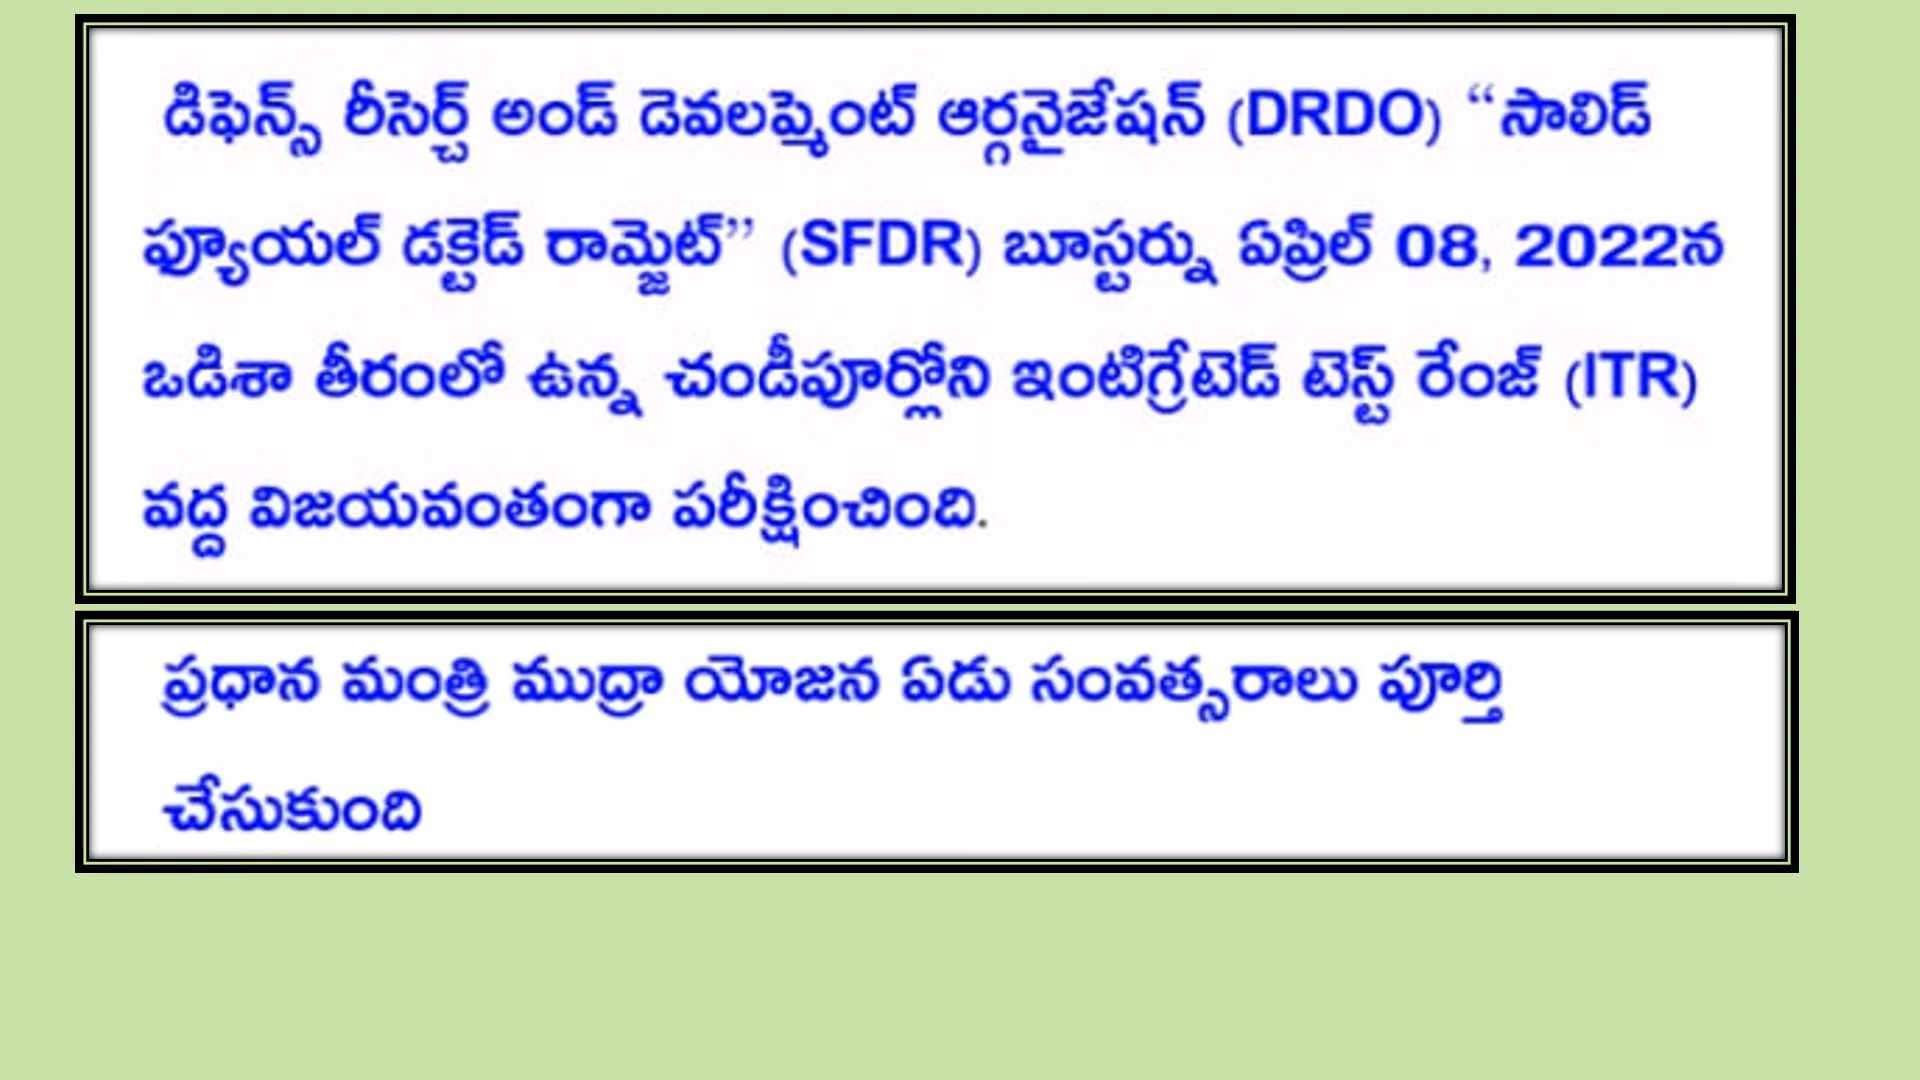 డిఫెన్స్ రీసెర్చ్ అండ్ డెవలప్మెంట్ ఆర్గనైజేషన్ (DRDO) “సాలిడ్
ఫ్యూయల్ డక్టెడ్ రామ్జెట్” (SFDR) బూస్టర్ను ఏప్రిల్ 08, 2022న
ఒడిశా తీరంలో ఉన్న చండీపూర్లోని ఇంటిగ్రేటెడ్ టెస్ట్ రేంజ్ (ITR)
వద్ద విజయవంతంగా పరీక్షించింది.
ప్రధాన మంత్రి ముద్రా యోజన ఏడు సంవత్సరాలు పూర్తి
చేసుకుంది